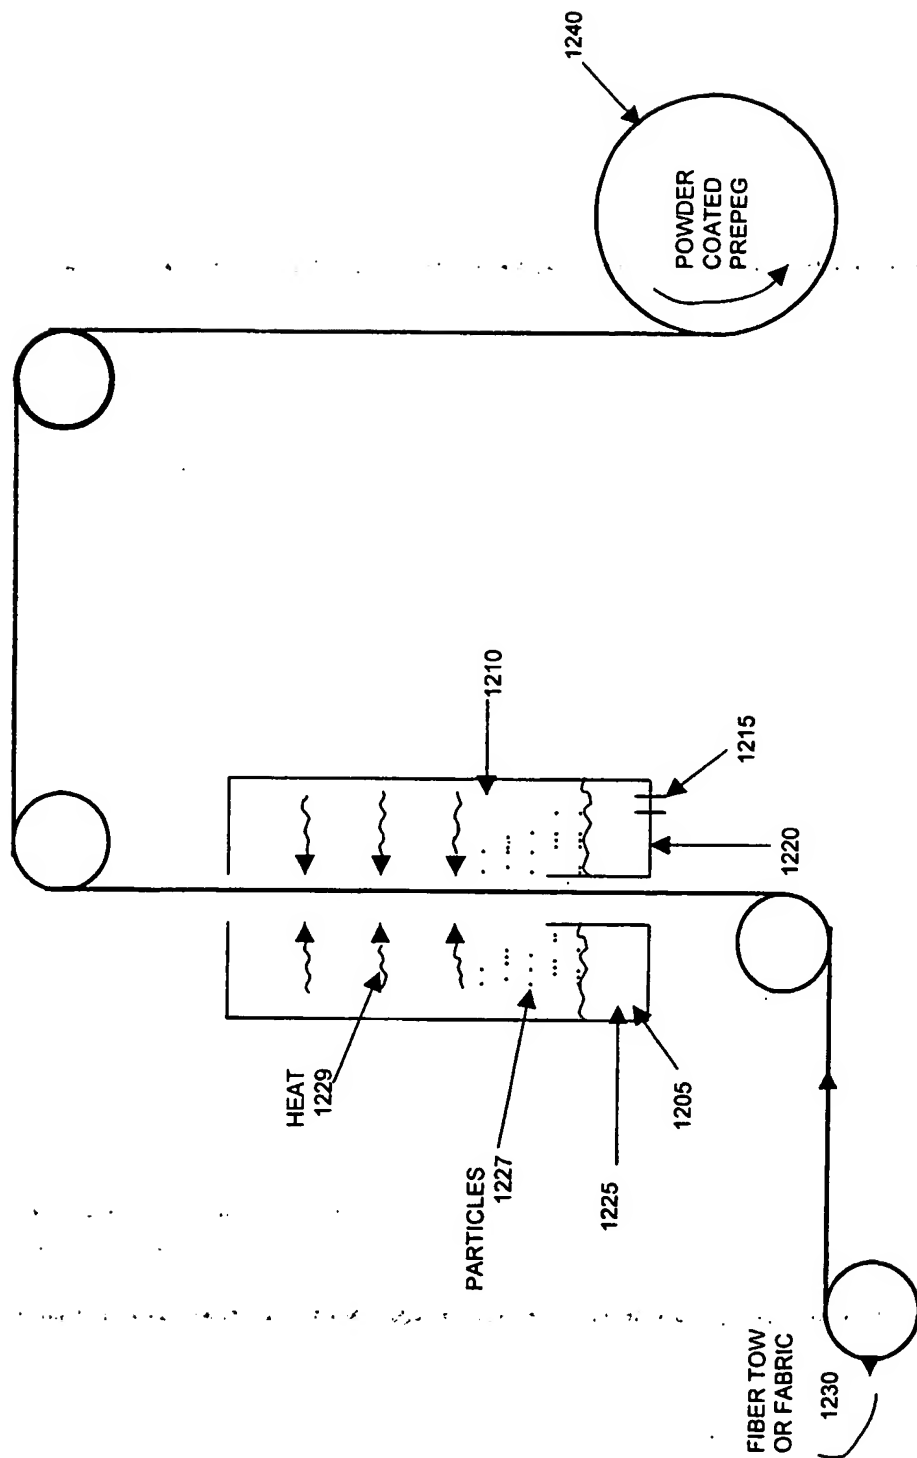 1240
POWDER
COATED
PREPEG
1210
1215
1220
HEAT
1229
PARTICLES
1227
1225
1205
FIBER TOW
OR FABRIC
1230